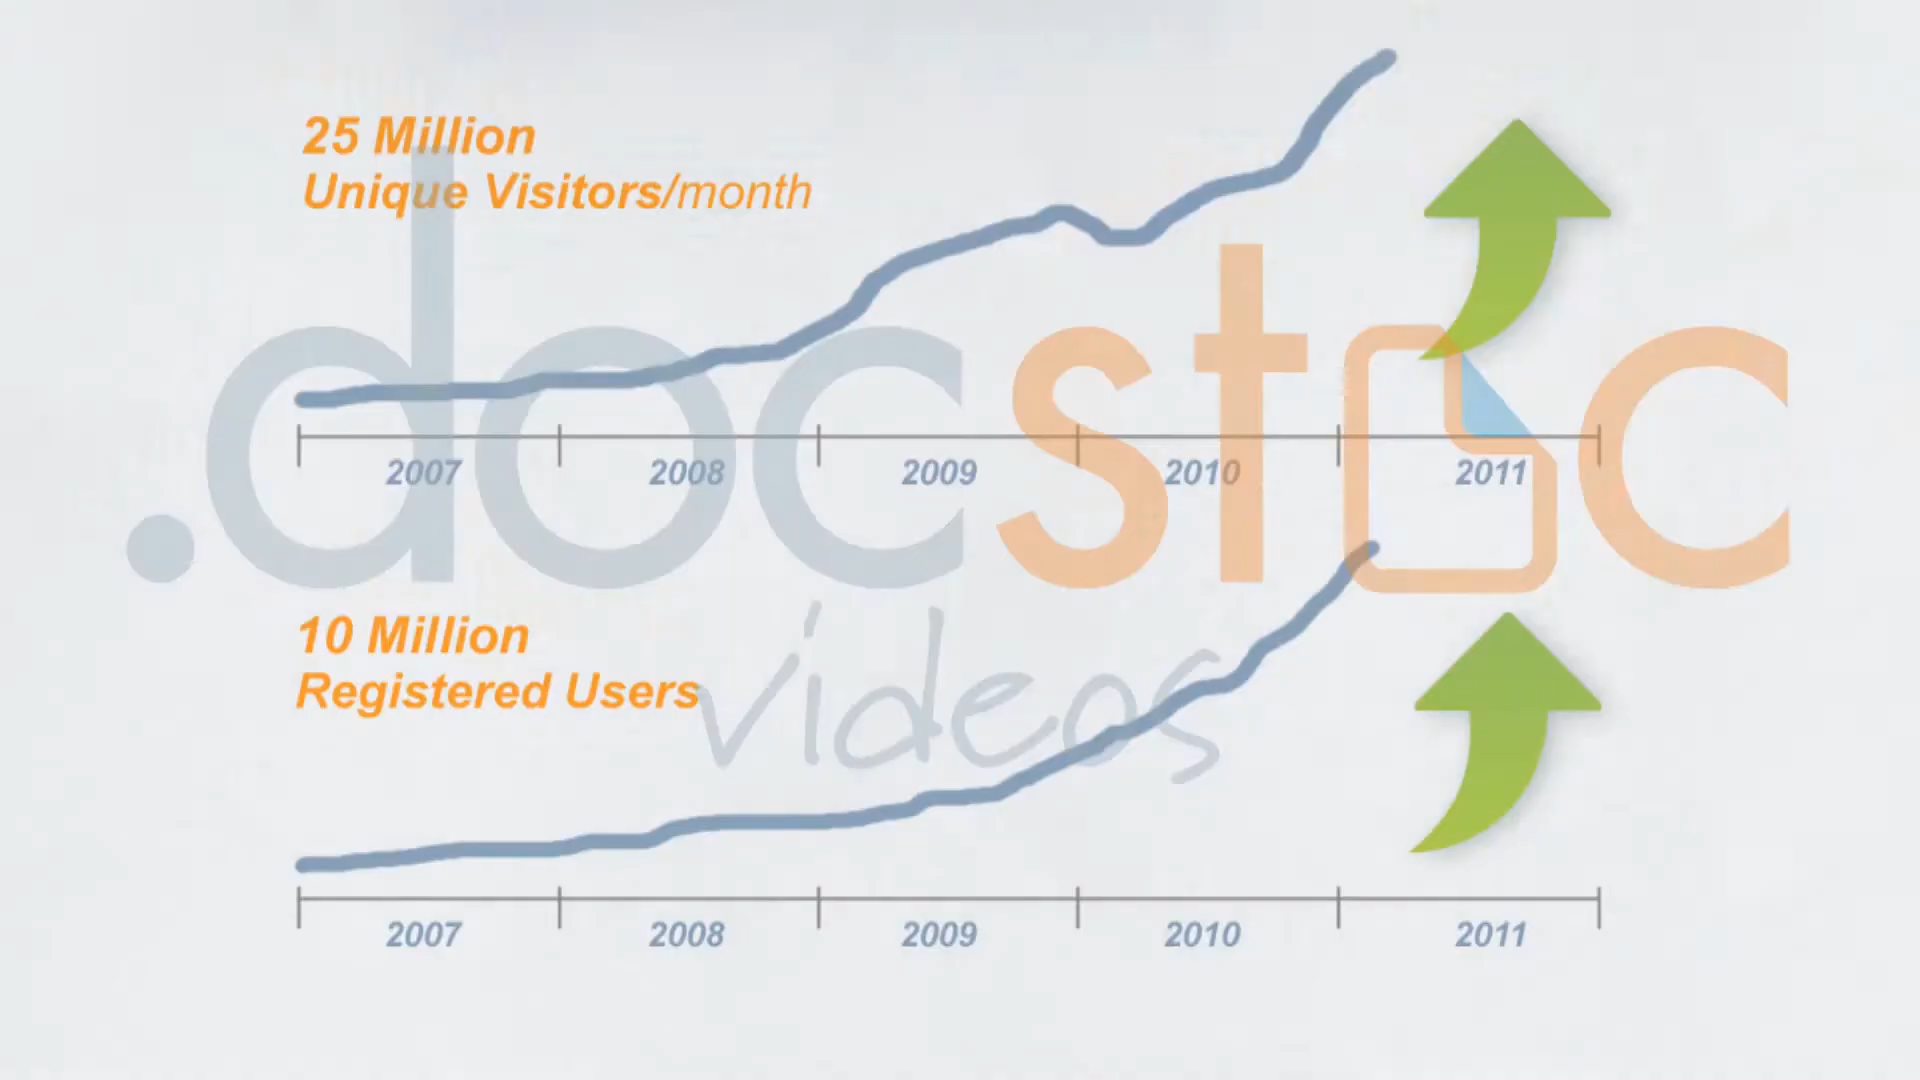 25 Million
Unique Visitors/month
2007 2008 2009 2010 2011
.docstoc
videos
10 Million
Registered Users
2007 2008 2009 2010 2011